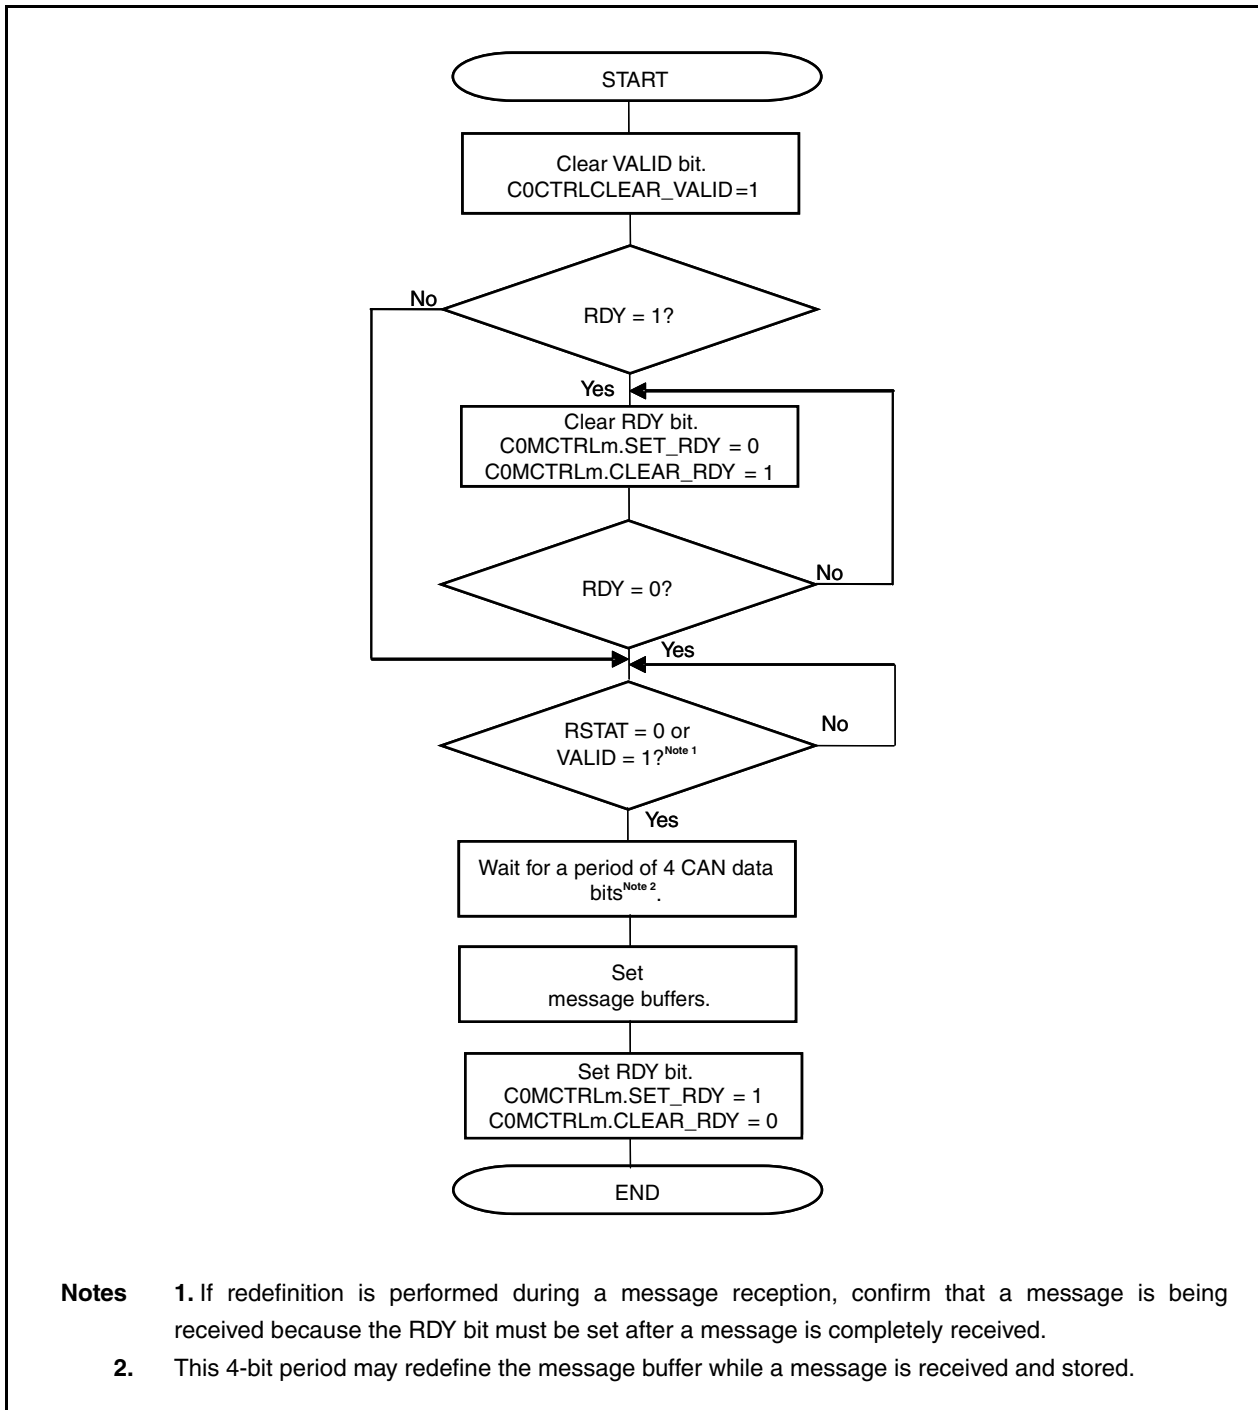 START
Clear VALID bit.
C0CTRLCLEAR_VALID=1
No
RDY = 1?
Yes
Clear RDY bit.
C0MCTRLm.SET_RDY = 0
C0MCTRLm.CLEAR_RDY = 1
RDY = 0?
No
Yes
RSTAT = 0 or
VALID = 1?Note 1
No
Yes
Wait for a period of 4 CAN data
bitsNote 2.
Set
message buffers.
Set RDY bit.
C0MCTRLm.SET_RDY = 1
C0MCTRLm.CLEAR_RDY = 0
END
Notes 1. If redefinition is performed during a message reception, confirm that a message is being
received because the RDY bit must be set after a message is completely received.
2. This 4-bit period may redefine the message buffer while a message is received and stored.